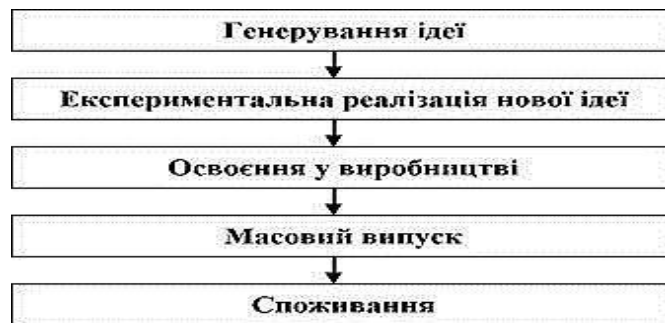 Генерування ідеї
Експериментальна реалізація нової ідеї
Освоєння у виробництві
Масовий випуск
Споживання